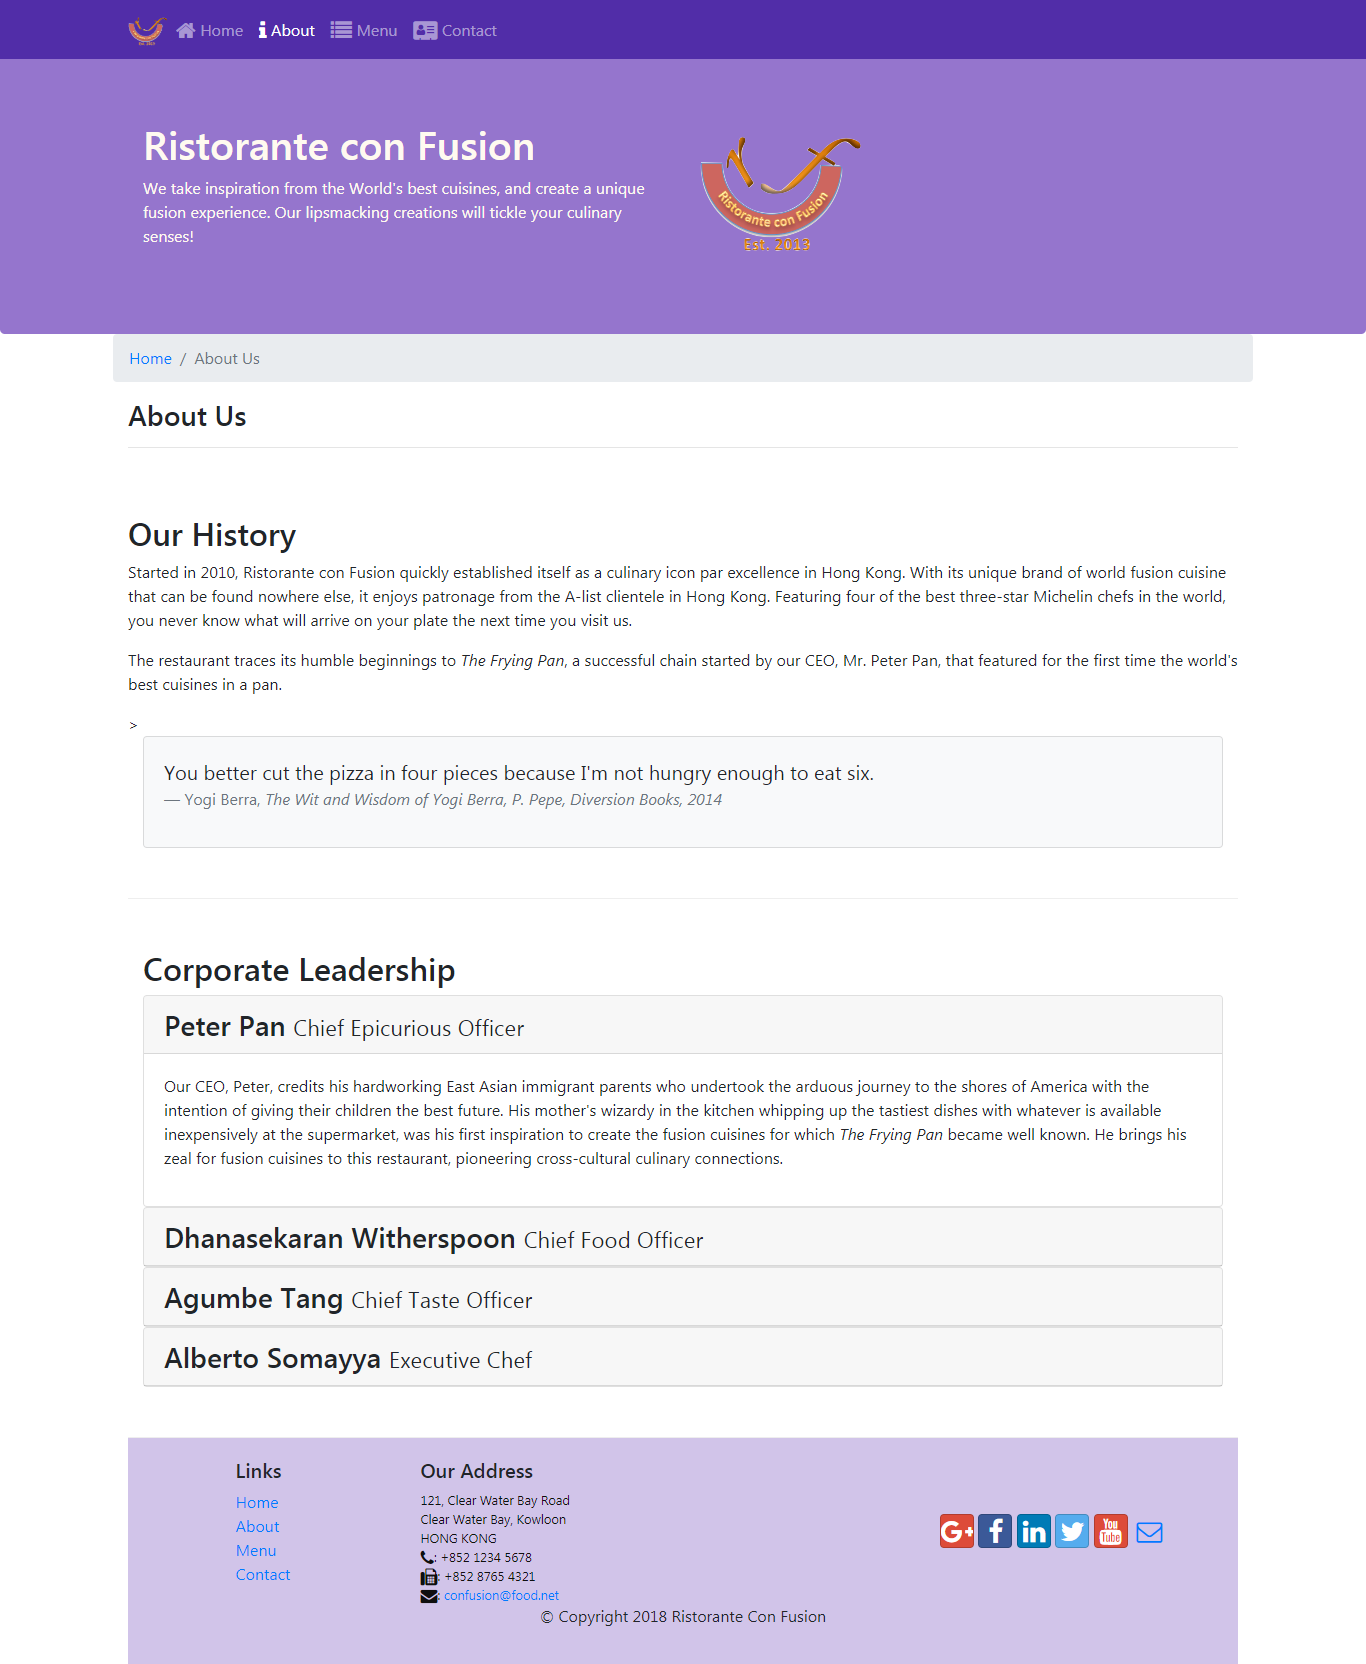 Home About Menu Contact
Ristorante con Fusion
We take inspiration from the World's best cuisines, and create a unique
fusion experience. Our lipsmacking creations will tickle your culinary
senses!
Ristorante con Fusion
Est. 2013
Home / About Us
About Us
Our History
Started in 2010, Ristorante con Fusion quickly established itself as a culinary icon par excellence in Hong Kong. With its unique brand of world fusion cuisine
that can be found nowhere else, it enjoys patronage from the A-list clientele in Hong Kong. Featuring four of the best three-star Michelin chefs in the world,
you never know what will arrive on your plate the next time you visit us.
The restaurant traces its humble beginnings to The Frying Pan, a successful chain started by our CEO, Mr. Peter Pan, that featured for the first time the world's
best cuisines in a pan.
>
You better cut the pizza in four pieces because I'm not hungry enough to eat six.
— Yogi Berra, The Wit and Wisdom of Yogi Berra, P. Pepe, Diversion Books, 2014
Corporate Leadership
Peter Pan Chief Epicurious Officer
Our CEO, Peter, credits his hardworking East Asian immigrant parents who undertook the arduous journey to the shores of America with the
intention of giving their children the best future. His mother's wizardy in the kitchen whipping up the tastiest dishes with whatever is available
inexpensively at the supermarket, was his first inspiration to create the fusion cuisines for which The Frying Pan became well known. He brings his
zeal for fusion cuisines to this restaurant, pioneering cross-cultural culinary connections.
Dhanasekaran Witherspoon Chief Food Officer
Agumbe Tang Chief Taste Officer
Alberto Somayya Executive Chef
Links
Home
About
Menu
Contact
Our Address
121, Clear Water Bay Road
Clear Water Bay, Kowloon
HONG KONG
: +852 1234 5678
: +852 8765 4321
: confusion@food.net
G+ f in You Tube
© Copyright 2018 Ristorante Con Fusion